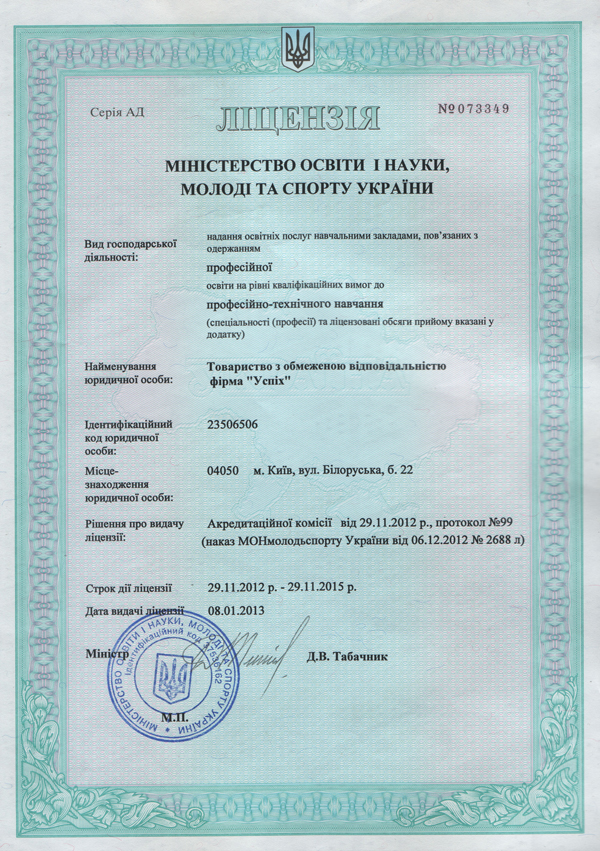 Серія АД
ЛІЦЕНЗІЯ
№073349
МІНІСТЕРСТВО ОСВІТИ І НАУКИ,
МОЛОДІ ТА СПОРТУ УКРАЇНИ
Вид господарської
діяльності:
надання освітніх послуг навчальними закладами, пов’язаних з
одержанням
професійної
освіти на рівні кваліфікаційних вимог до
професійно-технічного навчання
(спеціальності (професії) та ліцензовані обсяги прийому вказані у
додатку)
Найменування
юридичної особи:
Товариство з обмеженою відповідальністю
фірма "Успіх"
Ідентифікаційний
код юридичної
особи:
23506506
Місце-
знаходження
юридичної особи:
04050 м. Київ, вул. Білоруська, б. 22
Рішення про видачу
ліцензії:
Акредитаційної комісії від 29.11.2012 р., протокол №99
(наказ МОНмолодьспорту України від 06.12.2012 № 2688 л)
Строк дії ліцензії 29.11.2012 р. - 29.11.2015 р.
Дата видачі ліцензії 08.01.2013
Міністр
Д.В. Табачник
М.П.
МІНІСТЕРСТВО ОСВІТИ І НАУКИ, МОЛОДІ ТА СПОРТУ УКРАЇНИ
Ідентифікаційний код